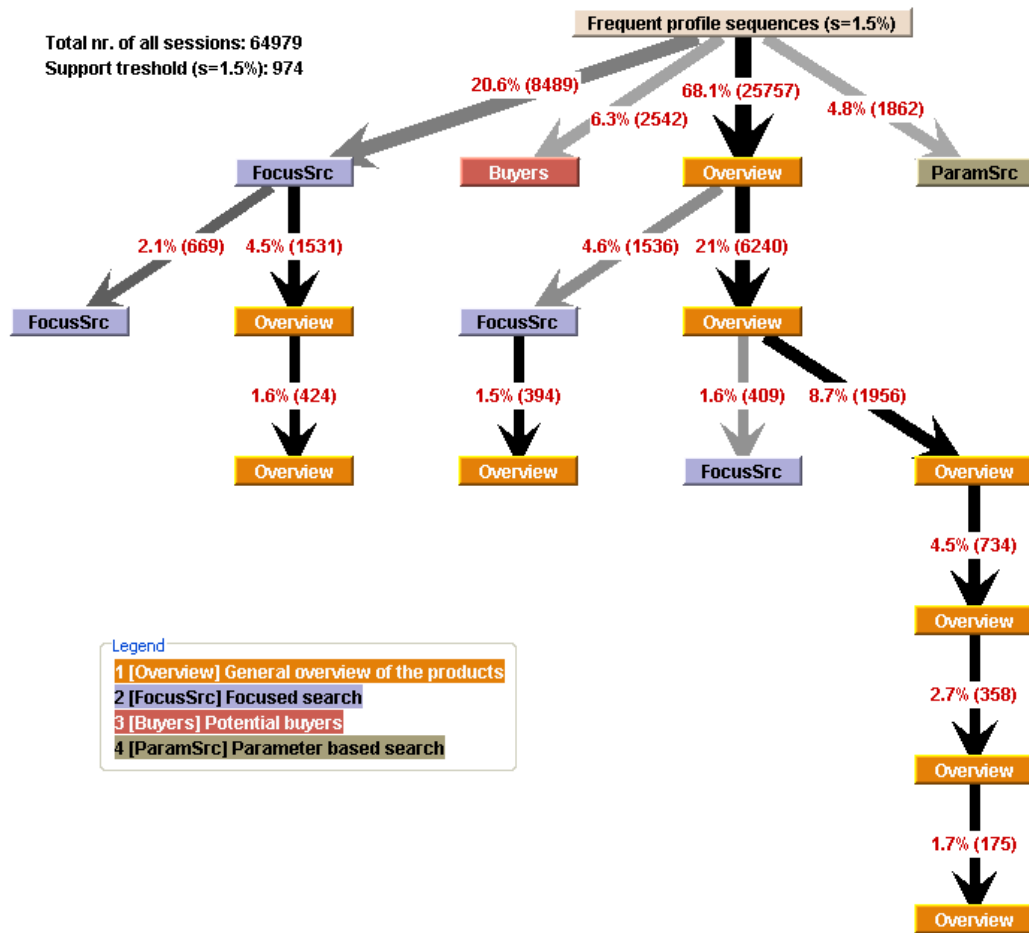 Frequent profile sequences (s=1.5%)
Total nr. of all sessions: 64979
Support treshold (s=1.5%): 974
20.6% (8489)
6.3% (2542)
68.1% (25757)
4.8% (1862)
FocusSrc
Buyers
Overview
ParamSrc
2.1% (669)
4.5% (1531)
4.6% (1536)
21% (6240)
FocusSrc
Overview
FocusSrc
Overview
1.6% (424)
1.5% (394)
1.6% (409)
8.7% (1956)
Overview
Overview
FocusSrc
Overview
4.5% (734)
Overview
Legend
1 [Overview] General overview of the products
2 [FocusSrc] Focused search
3 [Buyers] Potential buyers
4 [ParamSrc] Parameter based search
2.7% (358)
Overview
1.7% (175)
Overview